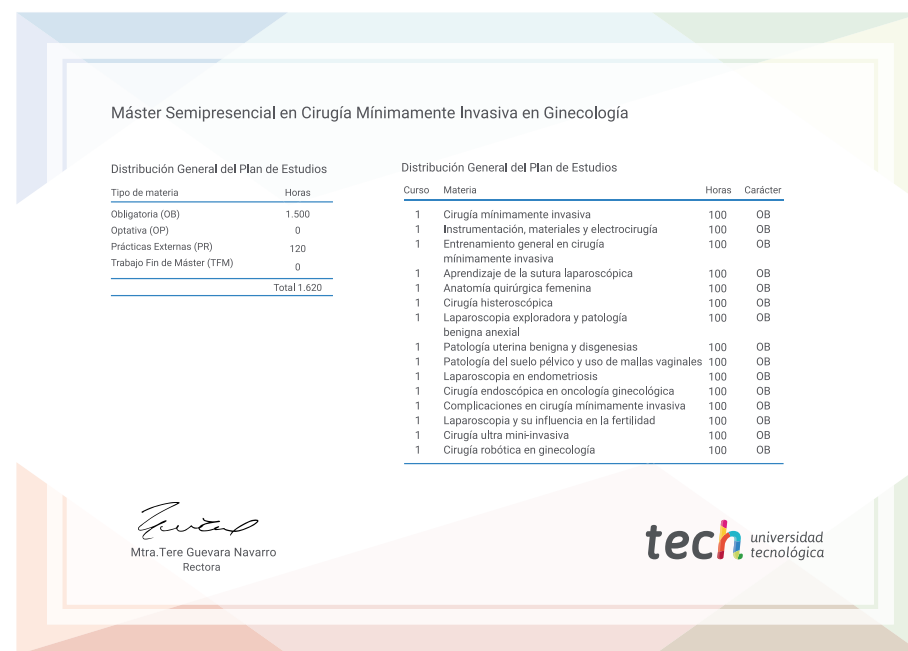 Máster Semipresencial en Cirugía Mínimamente Invasiva en Ginecología
Distribución General del Plan de Estudios
Tipo de materia Horas
Obligatoria (OB) 1.500
Optativa (OP) 0
Prácticas Externas (PR) 120
Trabajo Fin de Máster (TFM) 0
Total 1.620
Distribución General del Plan de Estudios
Curso Materia Horas Carácter
1 Cirugía mínimamente invasiva 100 OB
1 Instrumentación, materiales y electrocirugía 100 OB
1 Entrenamiento general en cirugía 100 OB
mínimamente invasiva
1 Aprendizaje de la sutura laparoscópica 100 OB
1 Anatomía quirúrgica femenina 100 OB
1 Cirugía histeroscópica 100 OB
1 Laparoscopia exploradora y patología 100 OB
benigna anexial
1 Patología uterina benigna y disgenesias 100 OB
1 Patología del suelo pélvico y uso de mallas vaginales 100 OB
1 Laparoscopia en endometriosis 100 OB
1 Cirugía endoscópica en oncología ginecológica 100 OB
1 Complicaciones en cirugía mínimamente invasiva 100 OB
1 Laparoscopia y su influencia en la fertilidad 100 OB
1 Cirugía ultra mini-invasiva 100 OB
1 Cirugía robótica en ginecología 100 OB
Mtra.Tere Guevara Navarro
Rectora
tech universidad
tecnológica